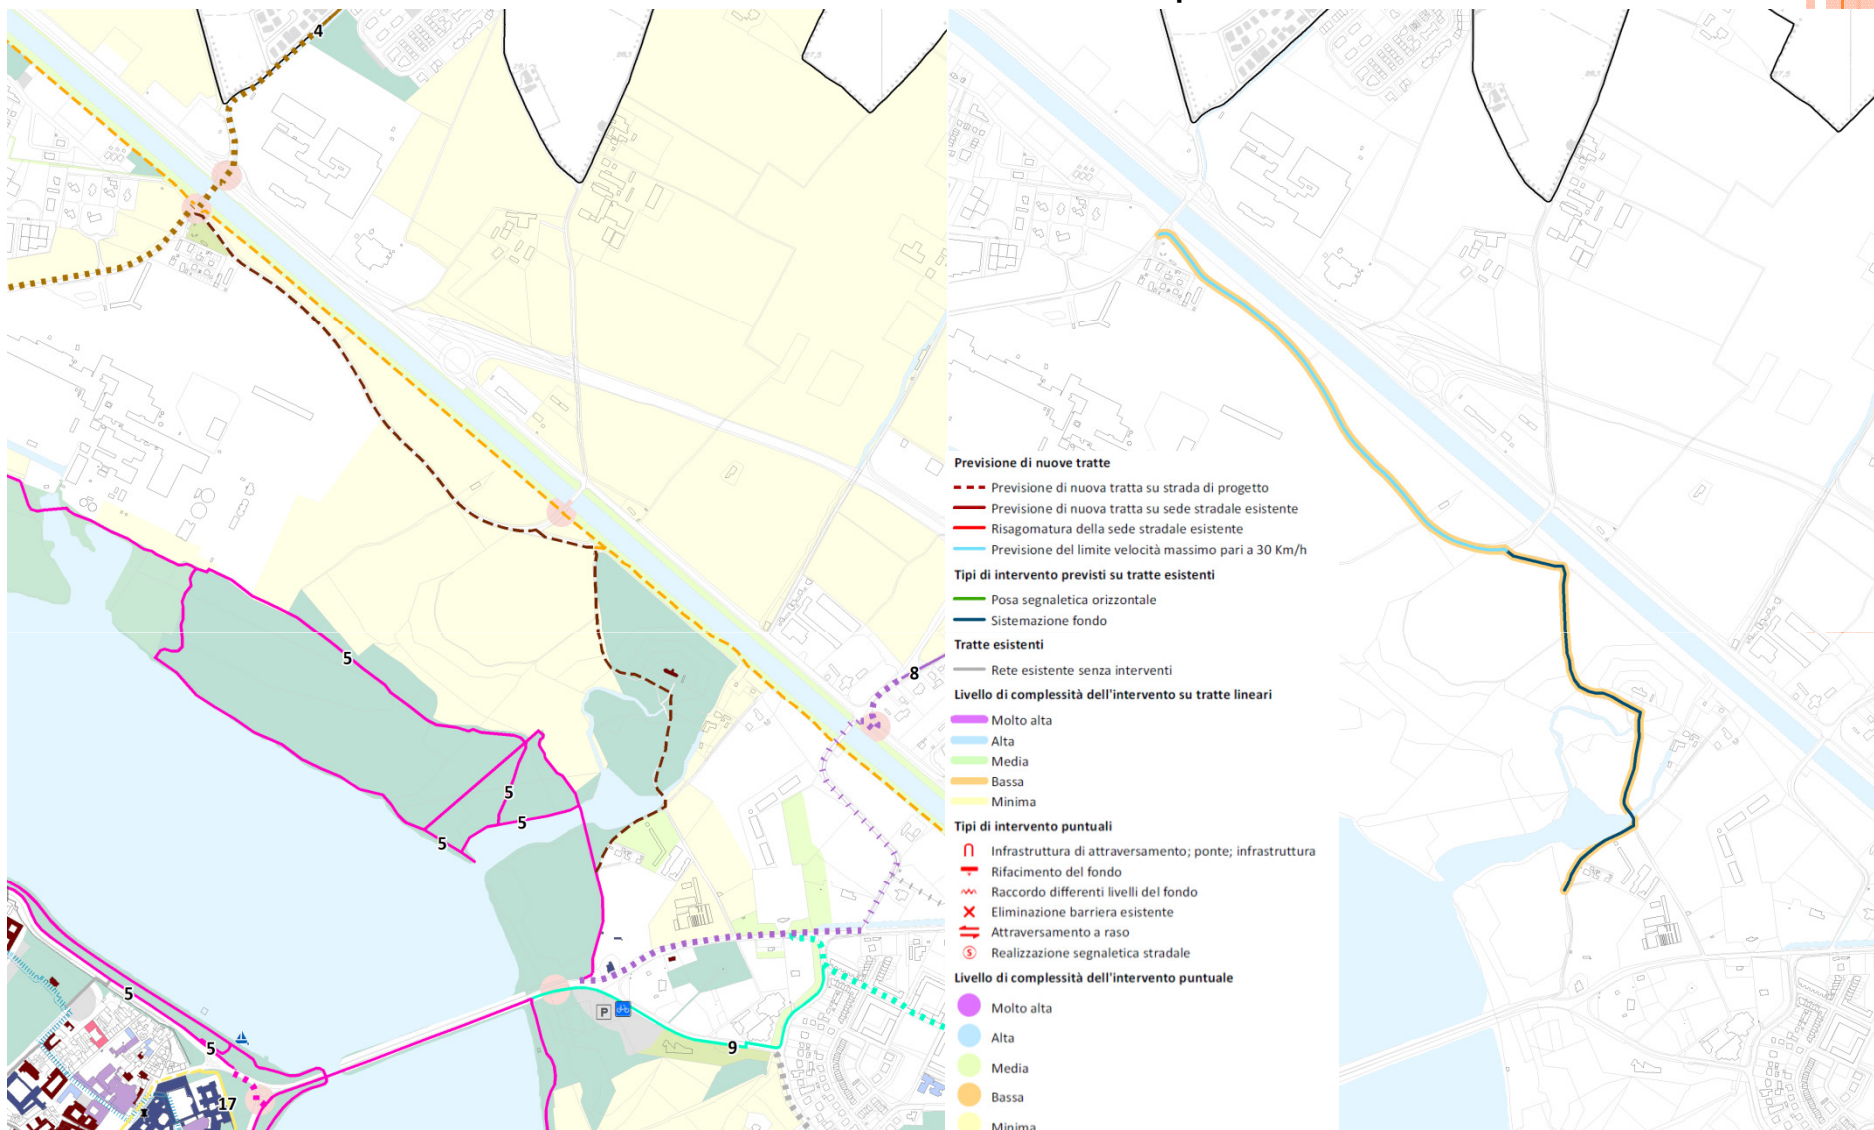 4
5
8
5
5
5
5
P
9
5
17
Previsione di nuove tratte
Previsione di nuova tratta su strada di progetto
Previsione di nuova tratta su sede stradale esistente
Risagomatura della sede stradale esistente
Previsione del limite velocità massimo pari a 30 Km/h
Tipi di intervento previsti su tratte esistenti
Posa segnaletica orizzontale
Sistemazione fondo
Tratte esistenti
Rete esistente senza interventi
Livello di complessità dell'intervento su tratte lineari
Molto alta
Alta
Media
Bassa
Minima
Tipi di intervento puntuali
Infrastruttura di attraversamento; ponte; infrastruttura
Rifacimento del fondo
Raccordo differenti livelli del fondo
Eliminazione barriera esistente
Attraversamento a raso
S Realizzazione segnaletica stradale
Livello di complessità dell'intervento puntuale
Molto alta
Alta
Media
Bassa
Minima